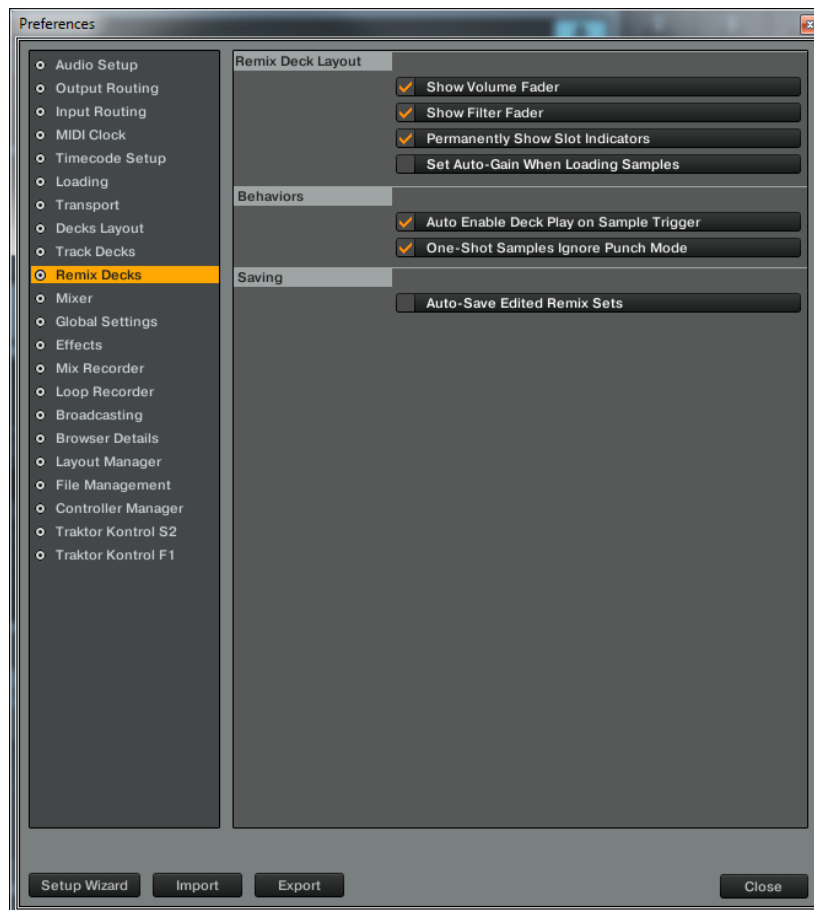 Preferences
Audio Setup
Output Routing
Input Routing
MIDI Clock
Timecode Setup
Loading
Transport
Decks Layout
Track Decks
Remix Decks
Mixer
Global Settings
Effects
Mix Recorder
Loop Recorder
Broadcasting
Browser Details
Layout Manager
File Management
Controller Manager
Traktor Kontrol S2
Traktor Kontrol F1
Remix Deck Layout
Show Volume Fader
Show Filter Fader
Permanently Show Slot Indicators
Set Auto-Gain When Loading Samples
Behaviors
Auto Enable Deck Play on Sample Trigger
One-Shot Samples Ignore Punch Mode
Saving
Auto-Save Edited Remix Sets
Setup Wizard
Import
Export
Close